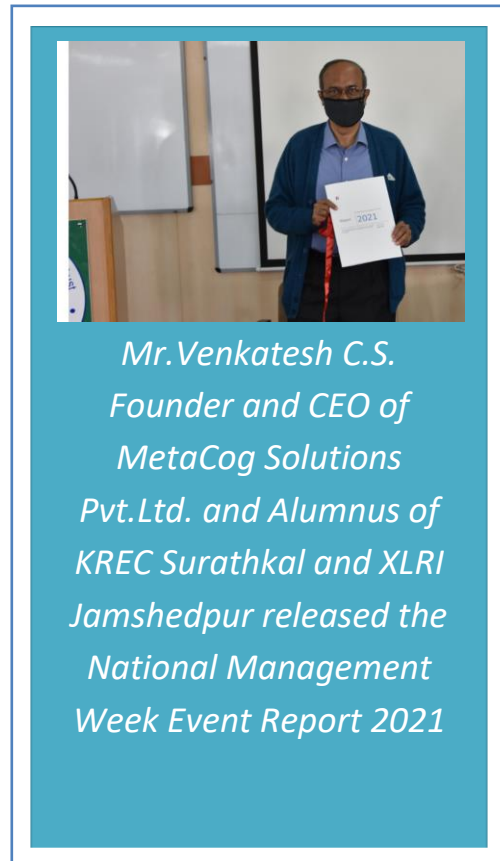 2021
Mr.Venkatesh C.S.
Founder and CEO of
MetaCog Solutions
Pvt.Ltd. and Alumnus of
KREC Surathkal and XLRI
Jamshedpur released the
National Management
Week Event Report 2021